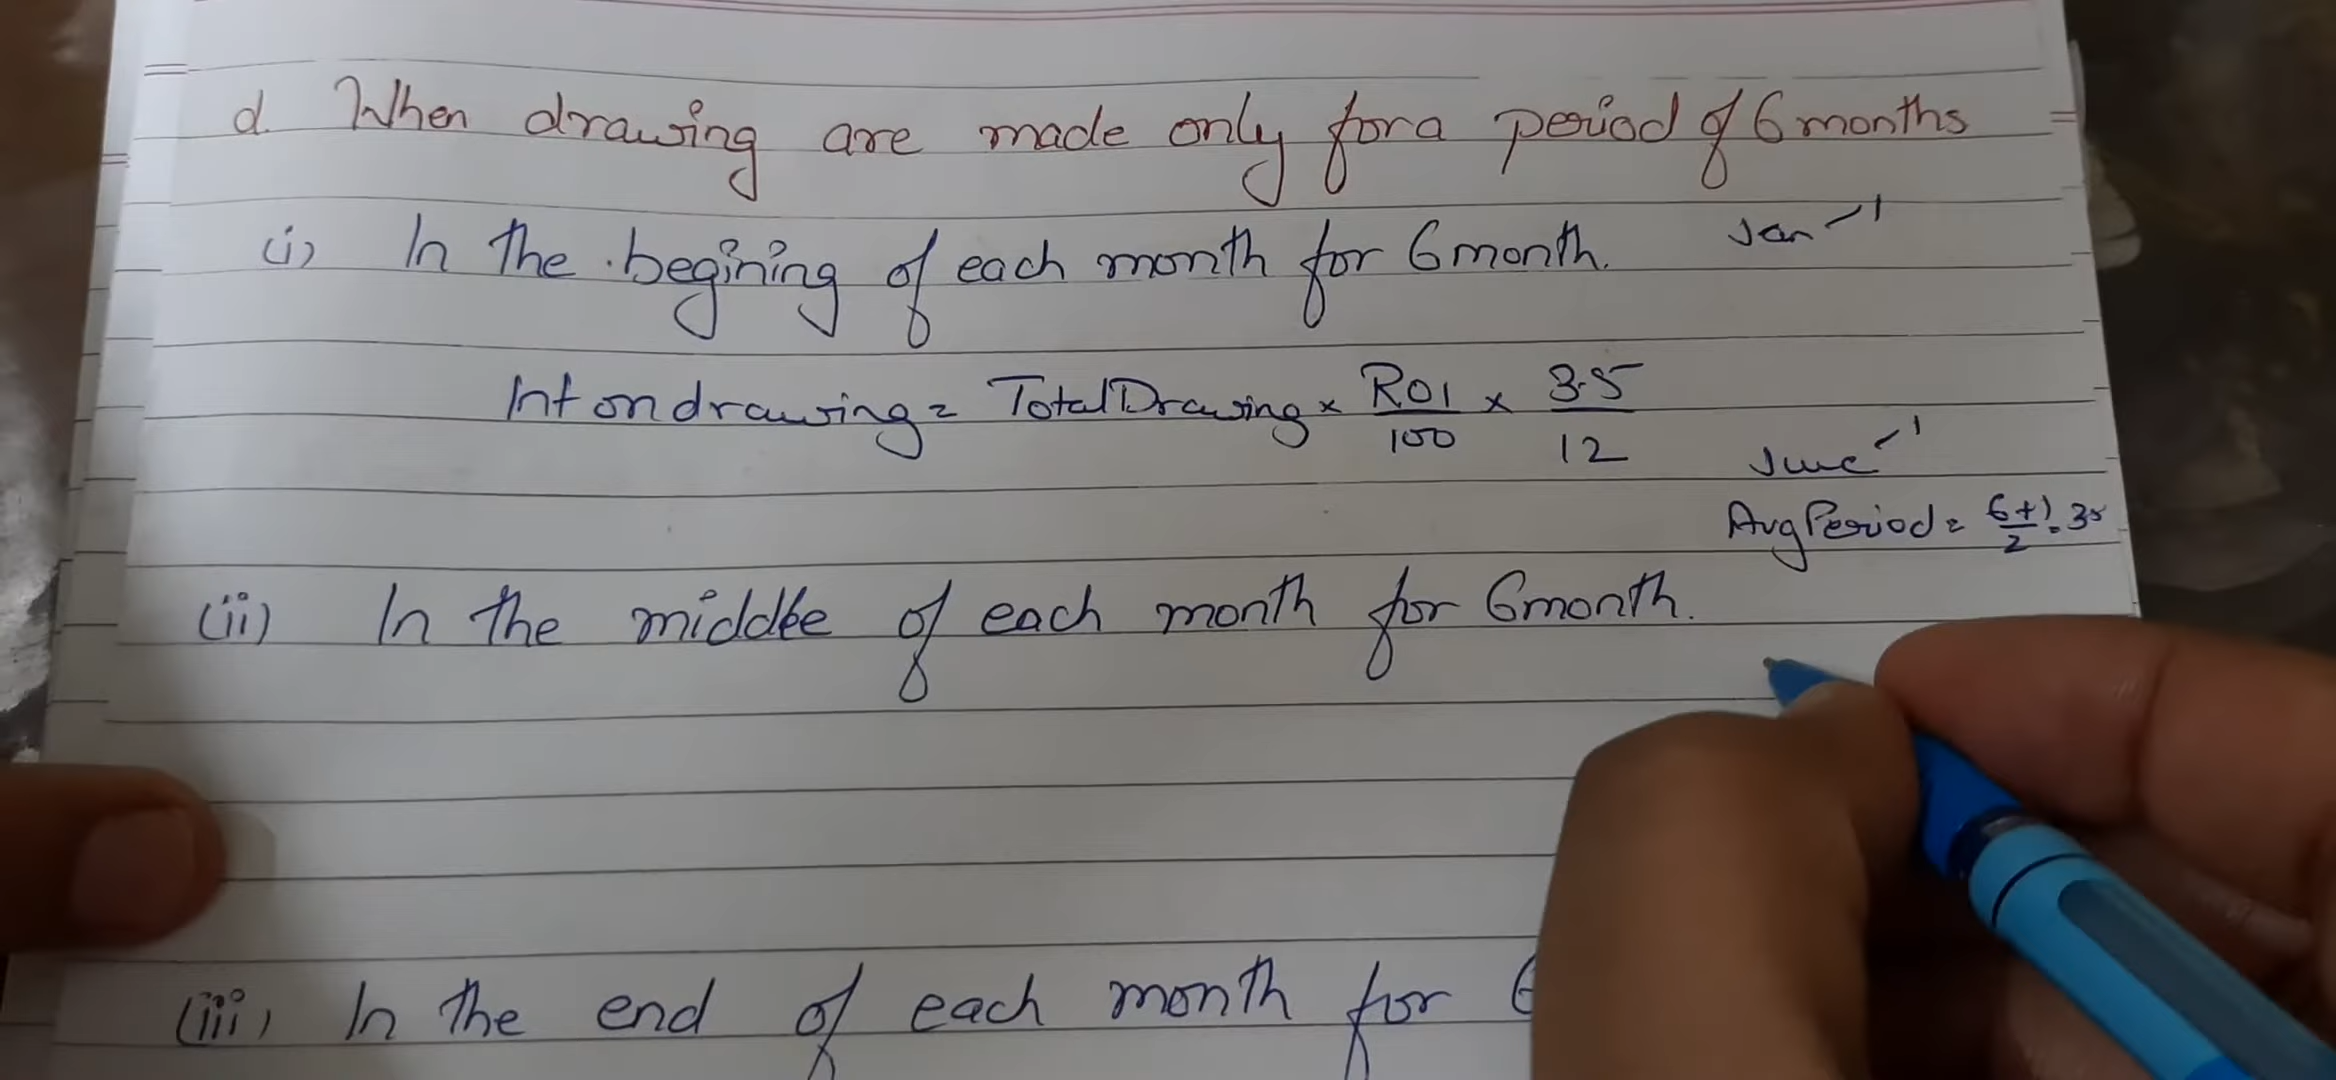 d. When drawing are made only for a period of 6 months
(i) In the begining of each month for 6 month. Jan - 1
Int on drawing = Total Drawing × ROI/100 × 3.5/12
June - 1
Avg Period = 6+1/2 = 3.5
(ii) In the middle of each month for 6 month.
(iii) In the end of each month for 6